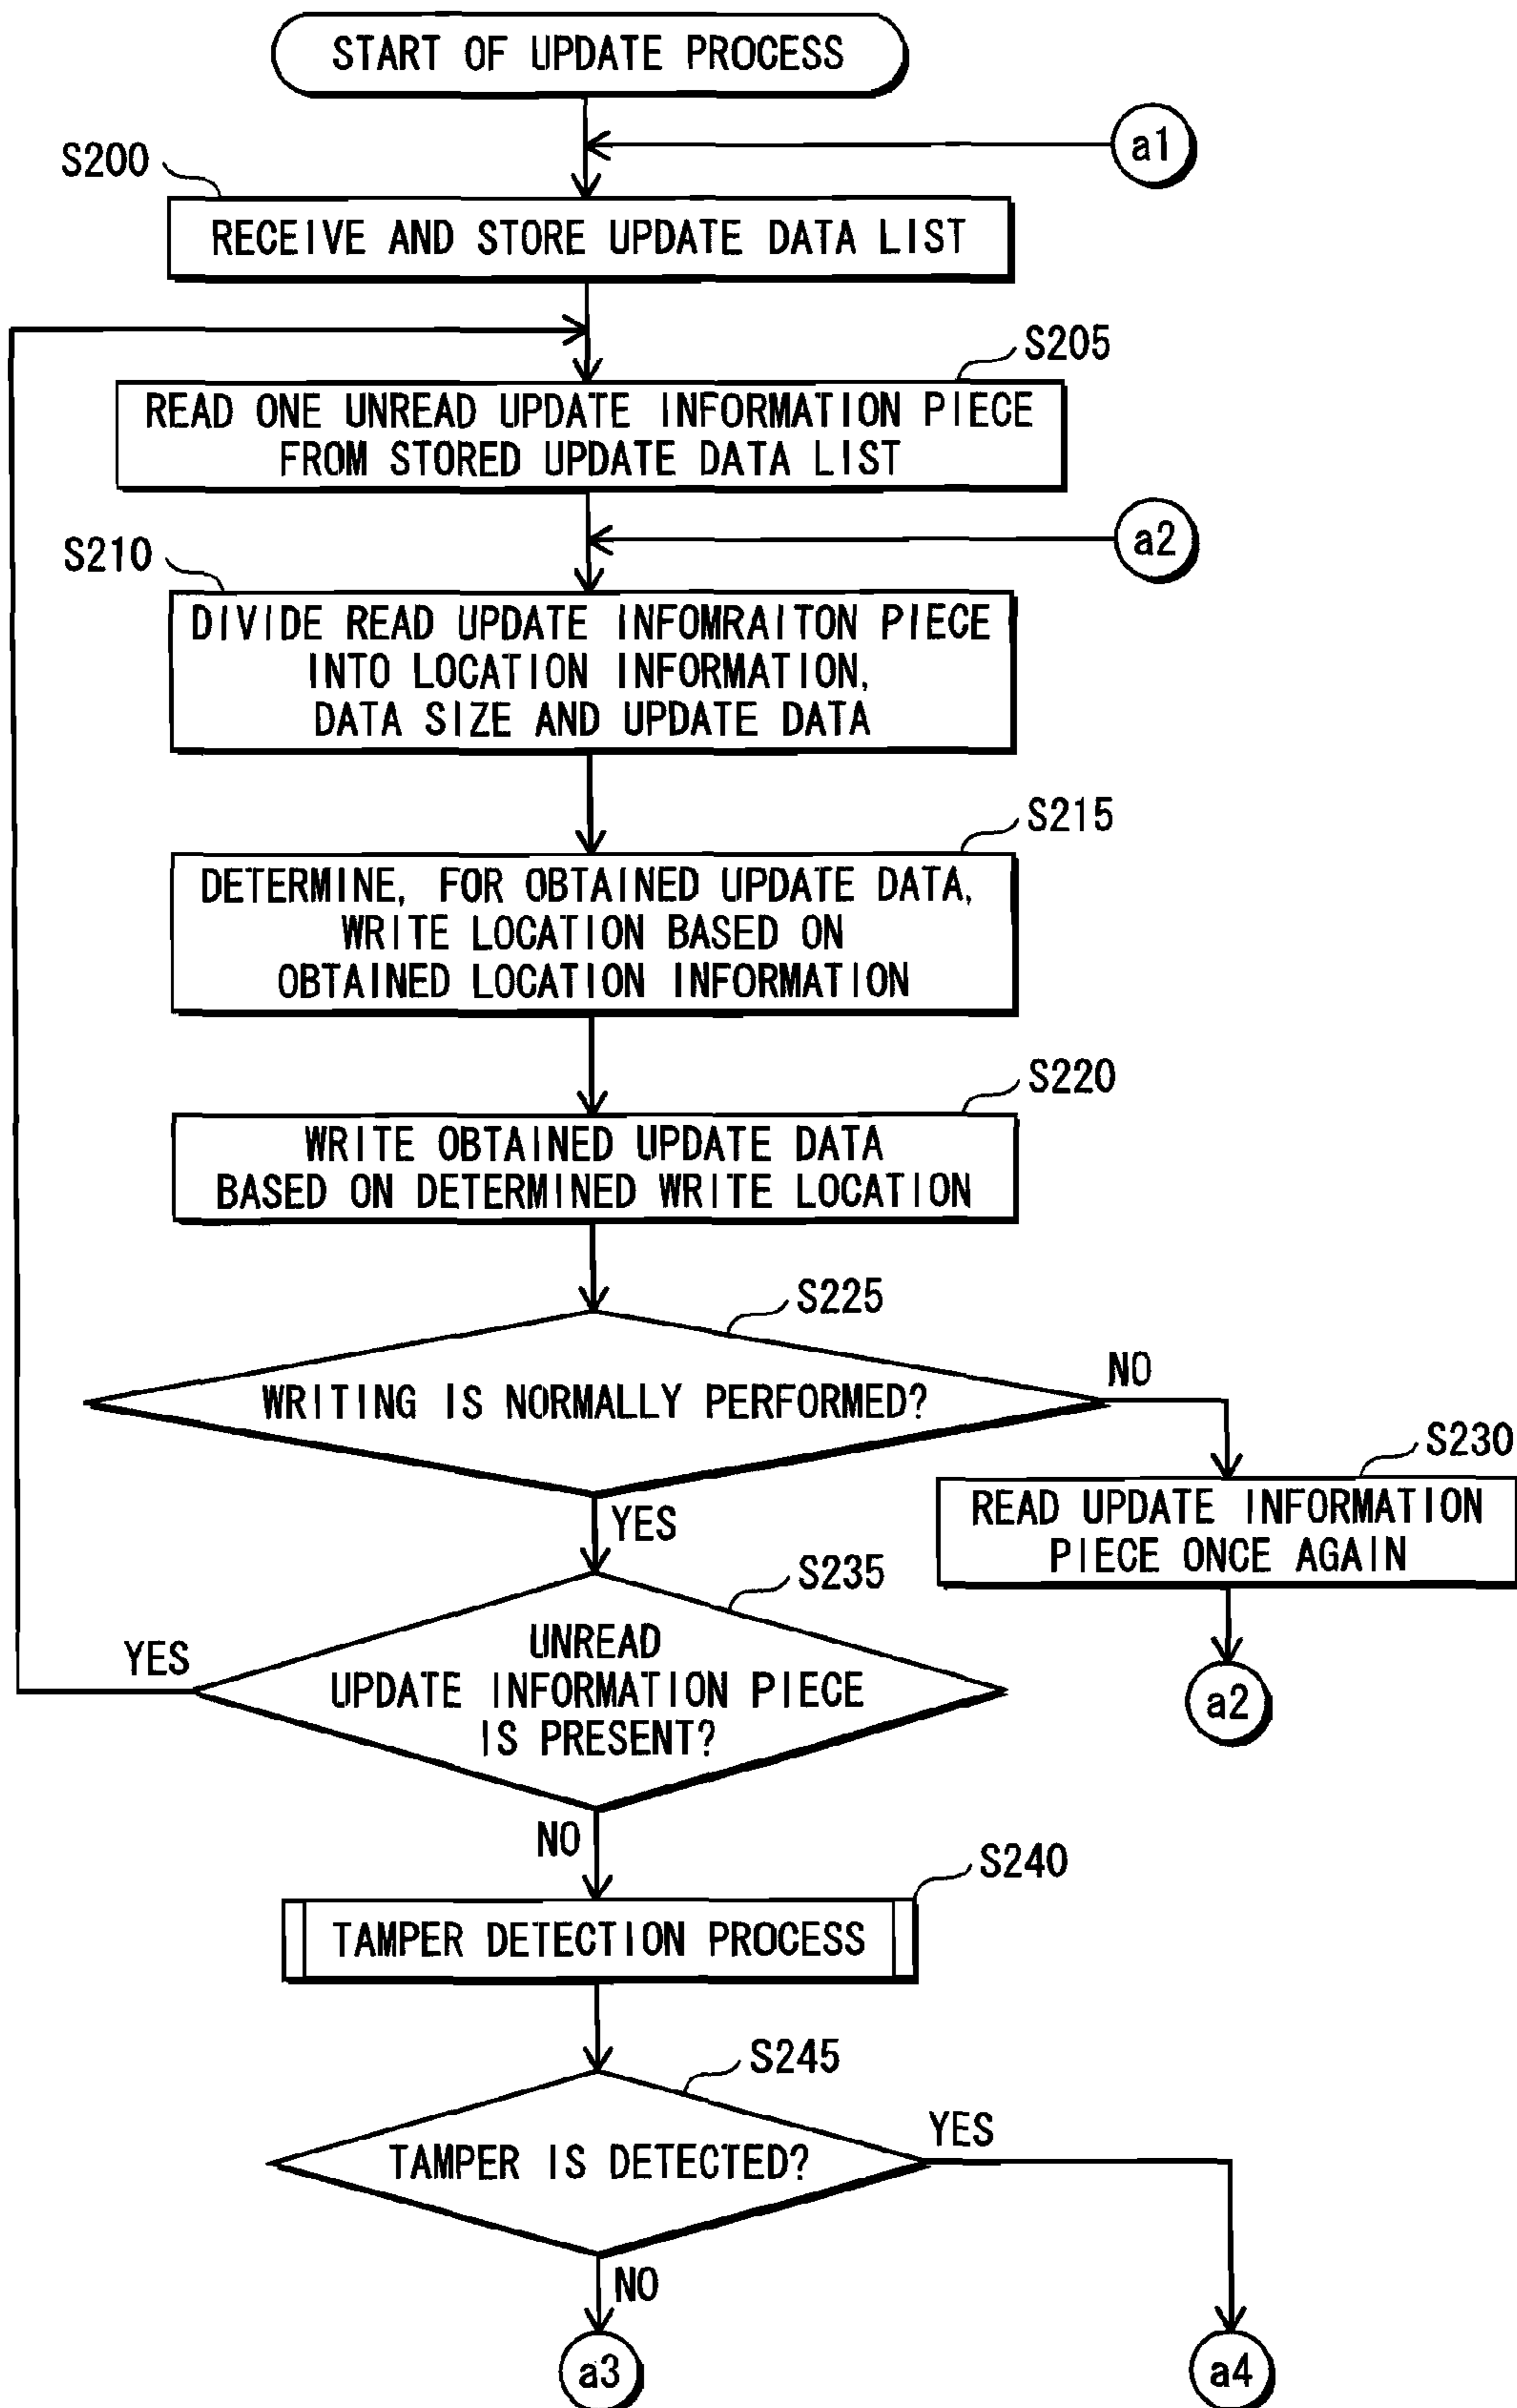 START OF UPDATE PROCESS
a1
S200
RECEIVE AND STORE UPDATE DATA LIST
S205
READ ONE UNREAD UPDATE INFORMATION PIECE
FROM STORED UPDATE DATA LIST
a2
S210
DIVIDE READ UPDATE INFOMRAITON PIECE
INTO LOCATION INFORMATION,
DATA SIZE AND UPDATE DATA
S215
DETERMINE, FOR OBTAINED UPDATE DATA,
WRITE LOCATION BASED ON
OBTAINED LOCATION INFORMATION
S220
WRITE OBTAINED UPDATE DATA
BASED ON DETERMINED WRITE LOCATION
S225
WRITING IS NORMALLY PERFORMED?
NO
S230
READ UPDATE INFORMATION
PIECE ONCE AGAIN
a2
YES
S235
UNREAD
UPDATE INFORMATION PIECE
IS PRESENT?
YES
NO
S240
TAMPER DETECTION PROCESS
S245
TAMPER IS DETECTED?
YES
NO
a3
a4